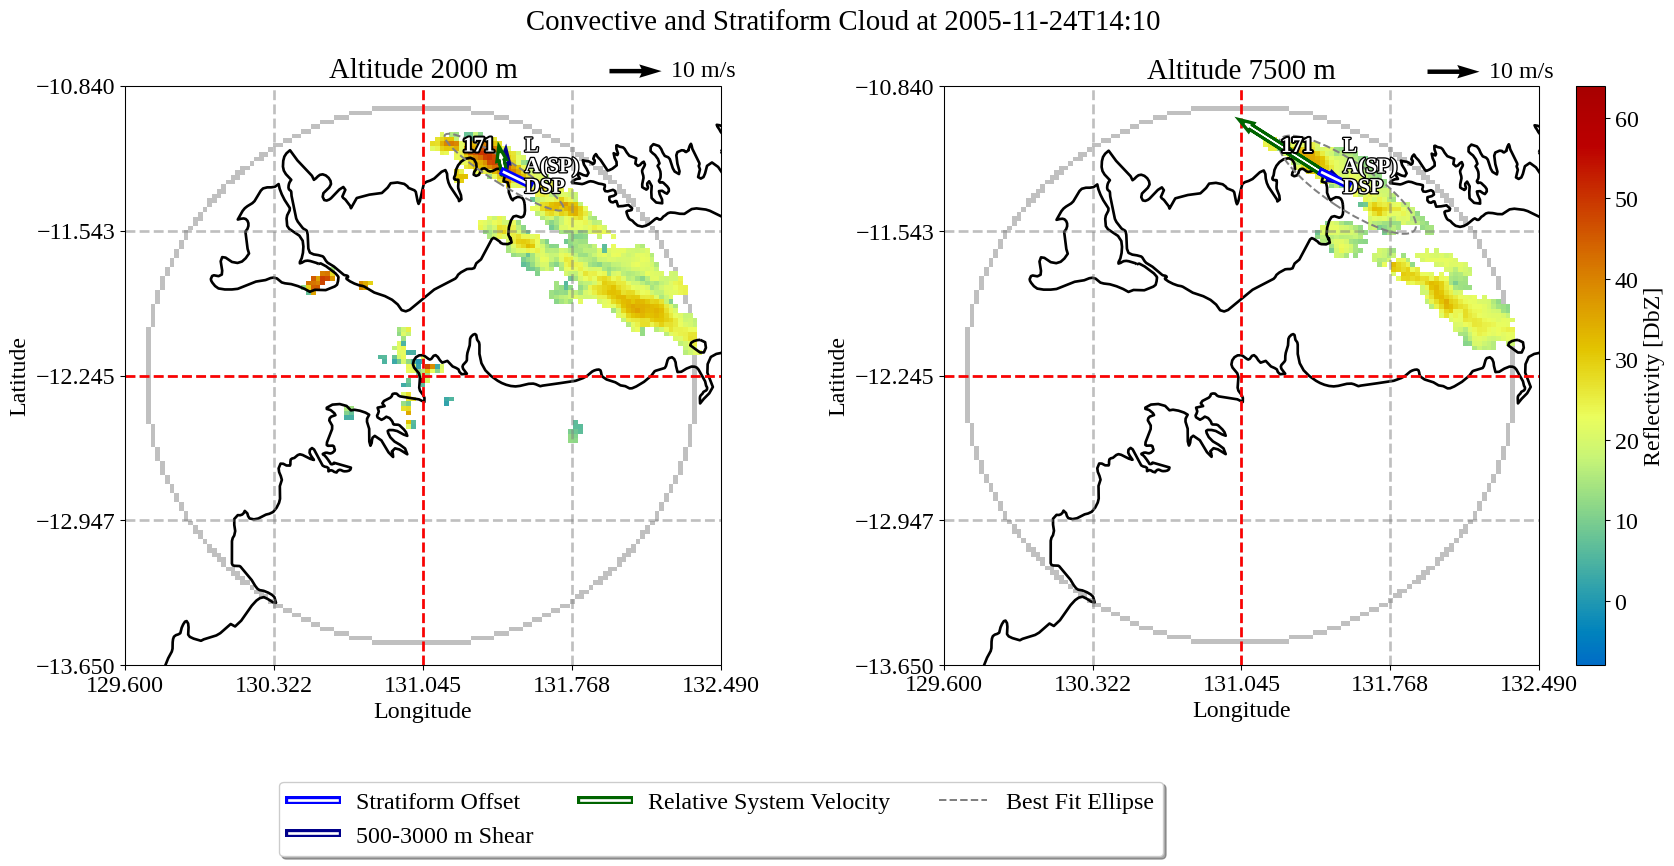 Convective and Stratiform Cloud at 2005-11-24T14:10
Altitude 2000 m
10 m/s
−10.840
−11.543
−12.245
−12.947
−13.650
Latitude
171
L
A(SP)
DSP
129.600
130.322
131.045
131.768
132.490
Longitude
Altitude 7500 m
10 m/s
−10.840
−11.543
−12.245
−12.947
−13.650
Latitude
171
L
A(SP)
DSP
129.600
130.322
131.045
131.768
132.490
Longitude
60
50
40
30
20
10
0
Reflectivity [DbZ]
Stratiform Offset
500-3000 m Shear
Relative System Velocity
Best Fit Ellipse